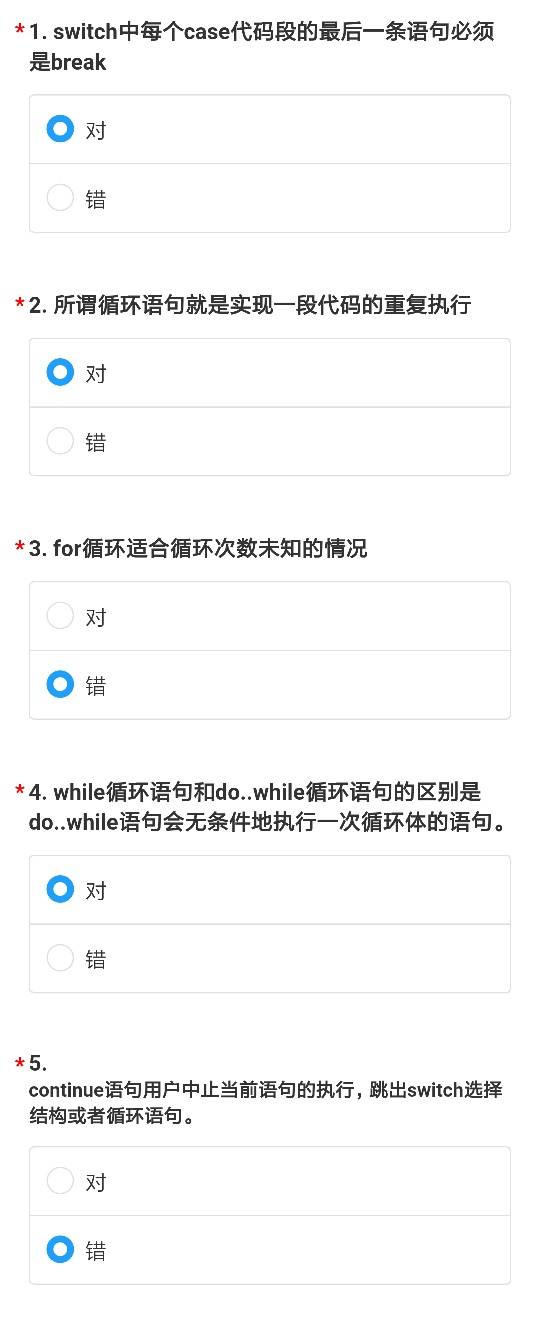 *1. switch中每个case代码段的最后一条语句必须
是break
对
错
*2. 所谓循环语句就是实现一段代码的重复执行
对
错
*3. for循环适合循环次数未知的情况
对
错
*4. while循环语句和do..while循环语句的区别是
do..while语句会无条件地执行一次循环体的语句。
对
错
*5.
continue语句用户中止当前语句的执行，跳出switch选择
结构或者循环语句。
对
错